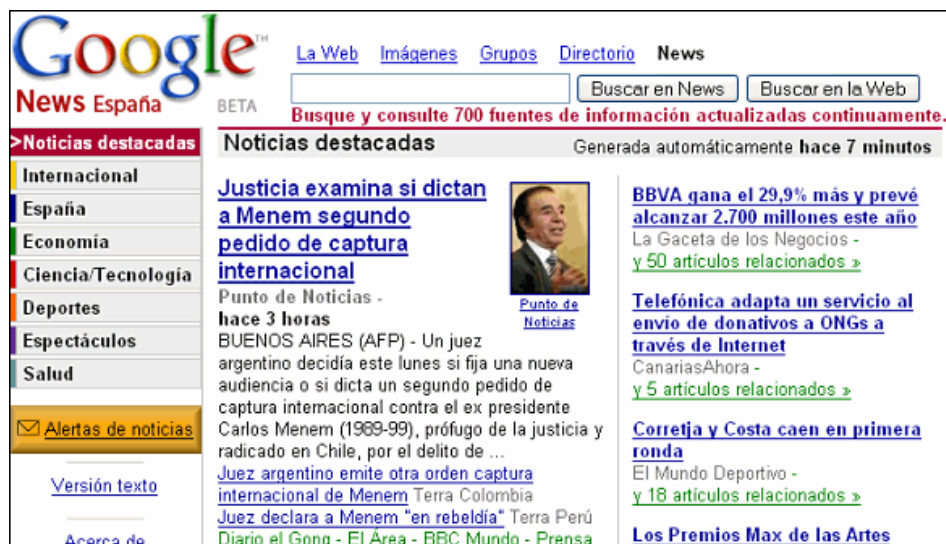 Google™
News España BETA
La Web Imágenes Grupos Directorio News
Buscar en News Buscar en la Web
Busque y consulte 700 fuentes de información actualizadas continuamente.
>Noticias destacadas
Internacional
España
Economía
Ciencia/Tecnología
Deportes
Espectáculos
Salud
Alertas de noticias
Versión texto
Acerca de
Noticias destacadas
Generada automáticamente hace 7 minutos
Justicia examina si dictan
a Menem segundo
pedido de captura
internacional
Punto de Noticias -
hace 3 horas
Punto de
Noticias
BUENOS AIRES (AFP) - Un juez
argentino decidía este lunes si fija una nueva
audiencia o si dicta un segundo pedido de
captura internacional contra el ex presidente
Carlos Menem (1989-99), prófugo de la justicia y
radicado en Chile, por el delito de ...
Juez argentino emite otra orden captura
internacional de Menem Terra Colombia
Juez declara a Menem "en rebeldía" Terra Perú
Diario el Gong - El Área - BBC Mundo - Prensa
BBVA gana el 29,9% más y prevé
alcanzar 2.700 millones este año
La Gaceta de los Negocios -
y 50 artículos relacionados »
Telefónica adapta un servicio al
envío de donativos a ONGs a
través de Internet
CanariasAhora -
y 5 artículos relacionados »
Corretja y Costa caen en primera
ronda
El Mundo Deportivo -
y 18 artículos relacionados »
Los Premios Max de las Artes